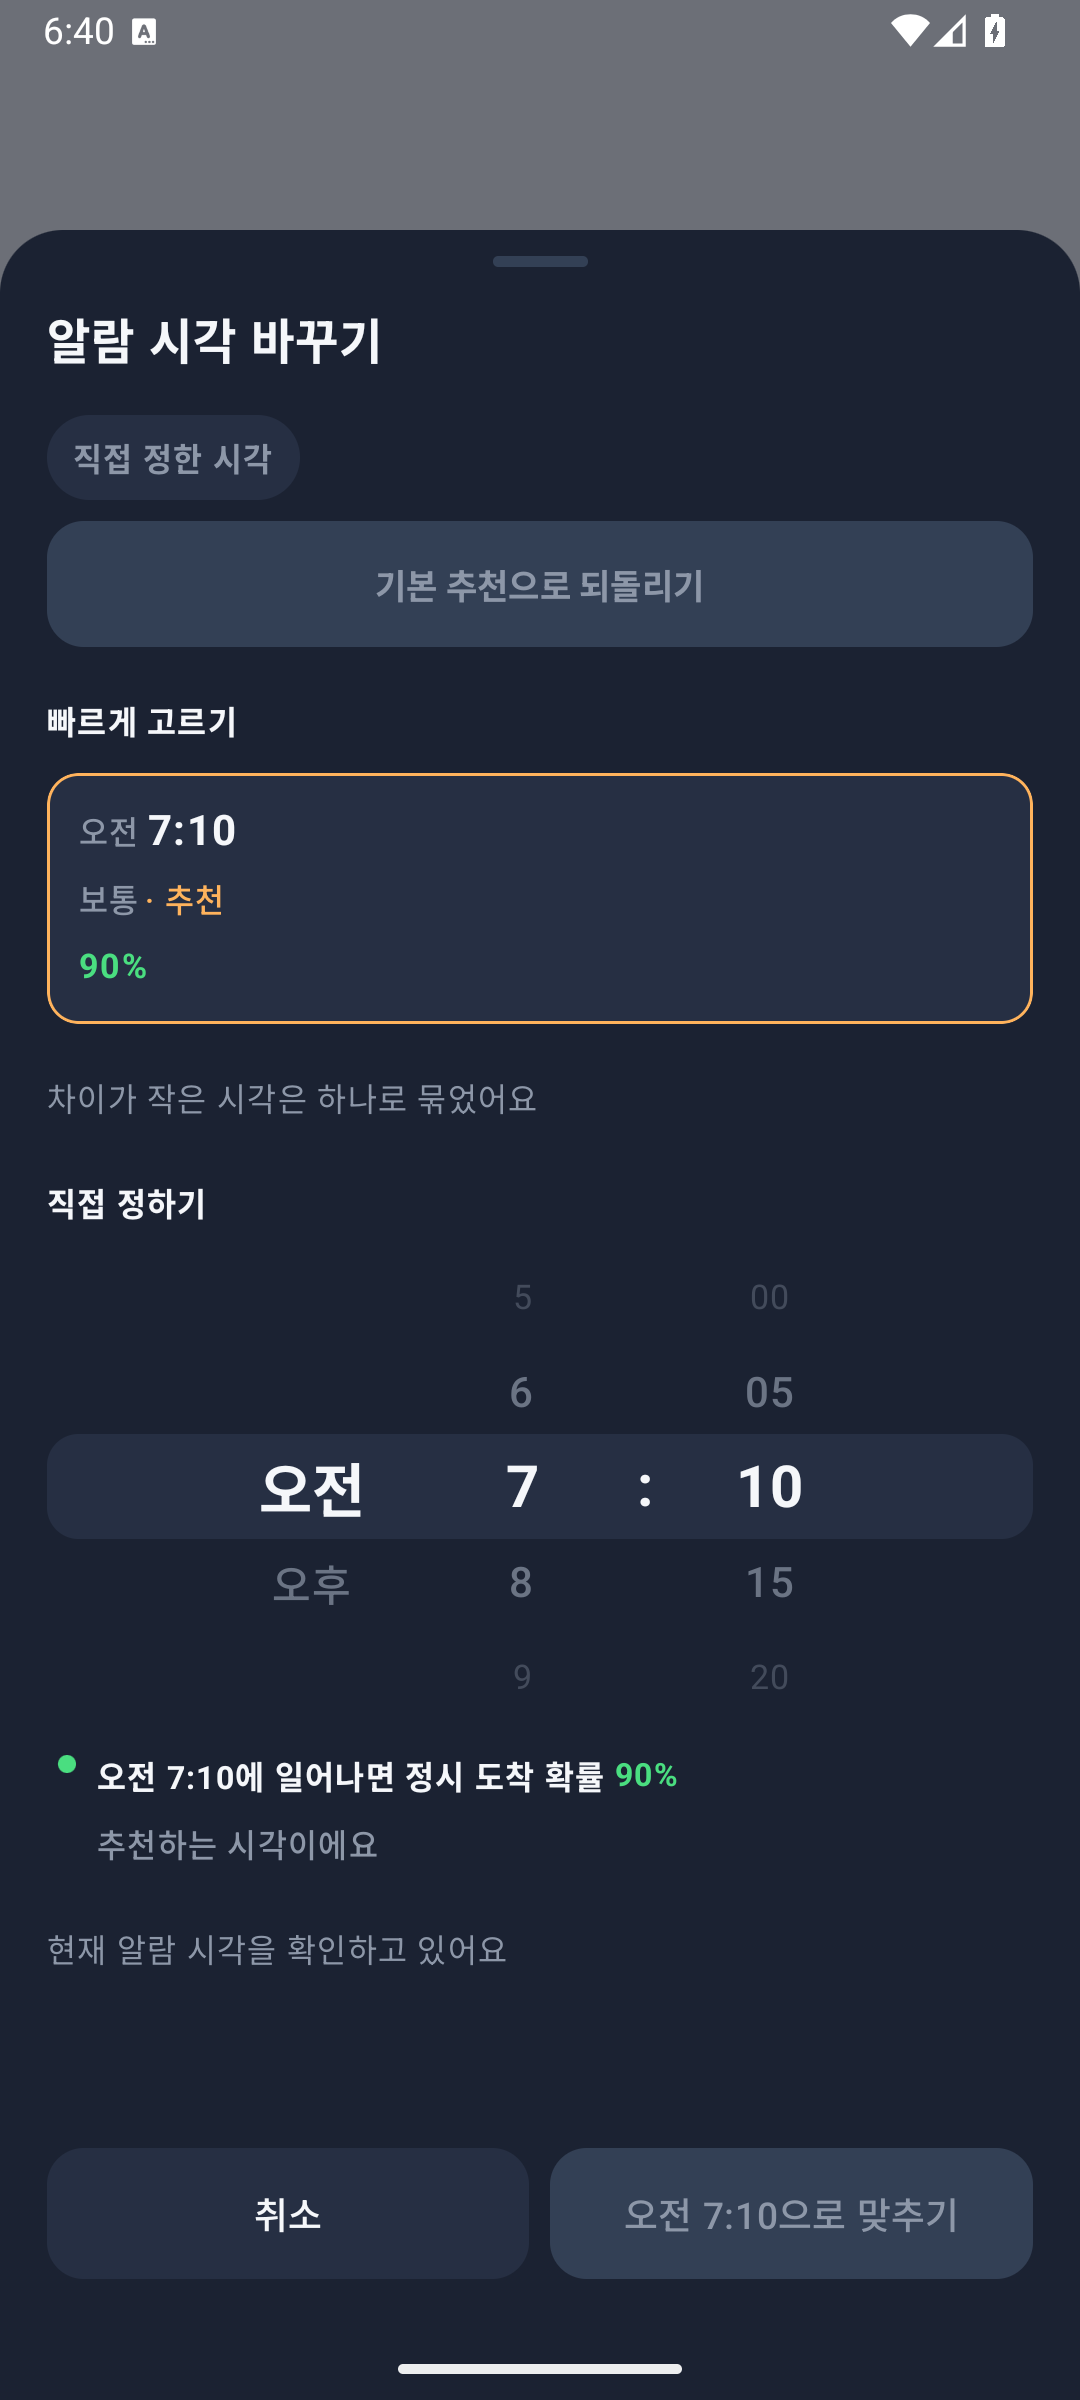 6:40
알람 시각 바꾸기
직접 정한 시각
기본 추천으로 되돌리기
빠르게 고르기
오전 7:10
보통 · 추천
90%
차이가 작은 시각은 하나로 묶었어요
직접 정하기
5 00
6 05
오전 7 : 10
오후 8 15
9 20
오전 7:10에 일어나면 정시 도착 확률 90%
추천하는 시각이에요
현재 알람 시각을 확인하고 있어요
취소 오전 7:10으로 맞추기